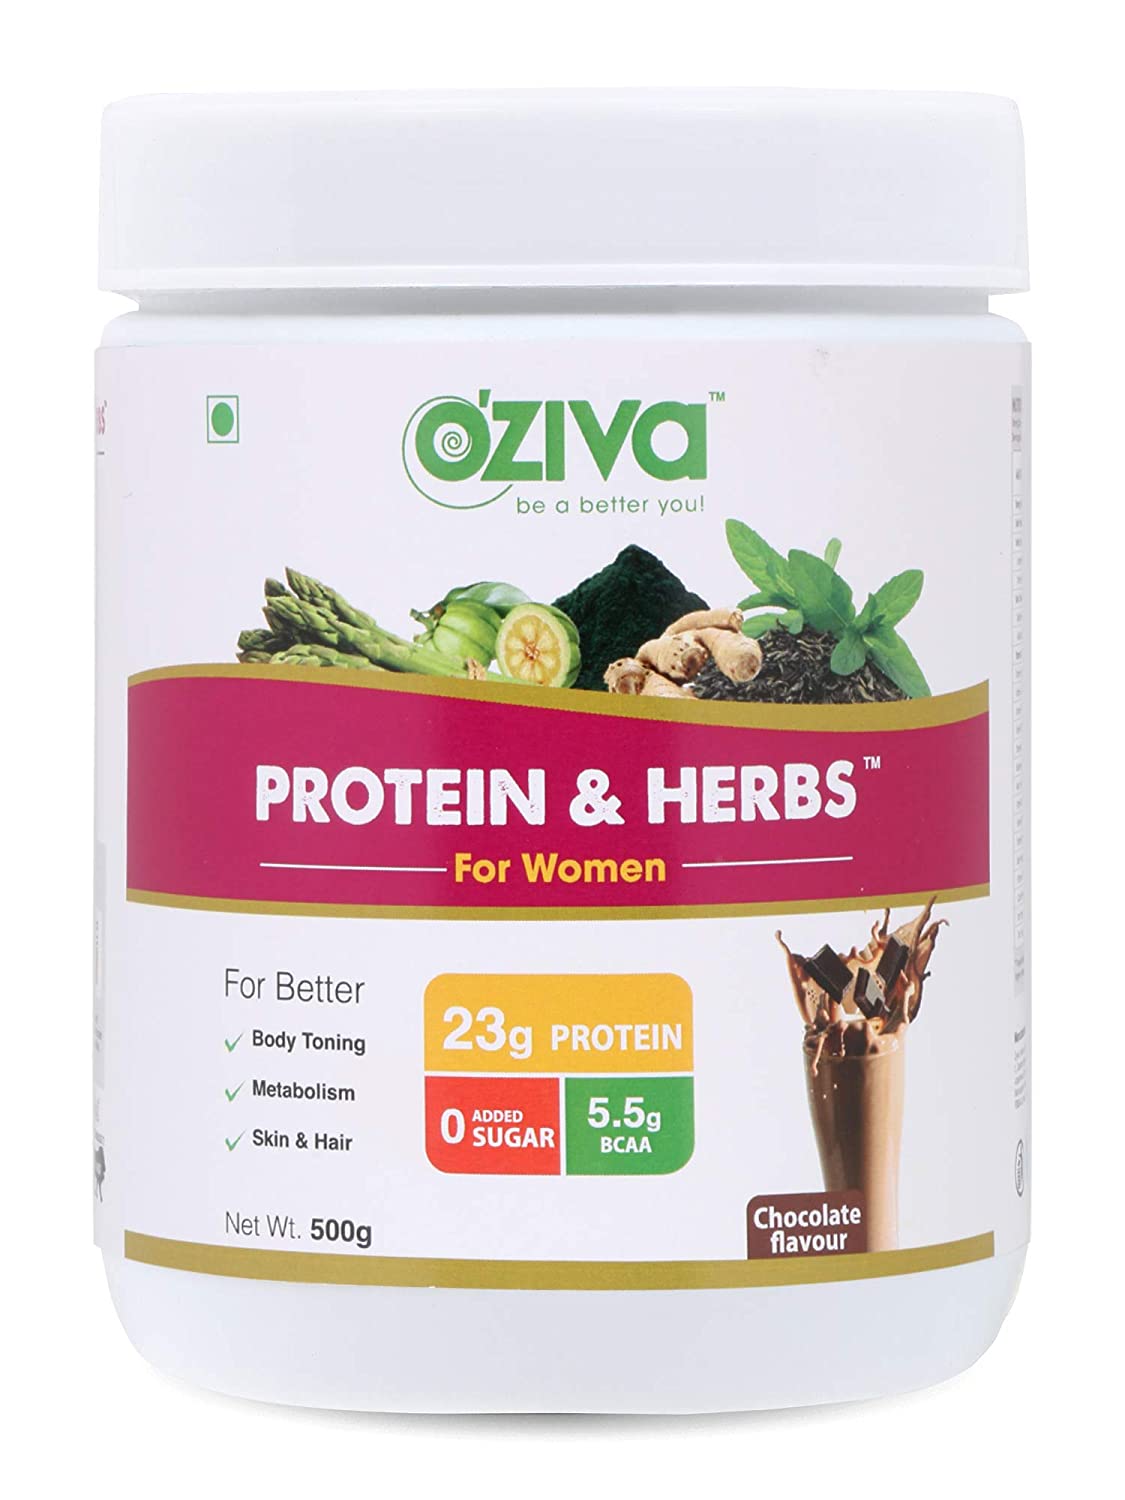 O'ZIVA™
be a better you!
PROTEIN & HERBS™
For Women
For Better
Body Toning
Metabolism
Skin & Hair
23g PROTEIN
0 ADDED SUGAR
5.5g
BCAA
Net Wt. 500g
Chocolate
flavour